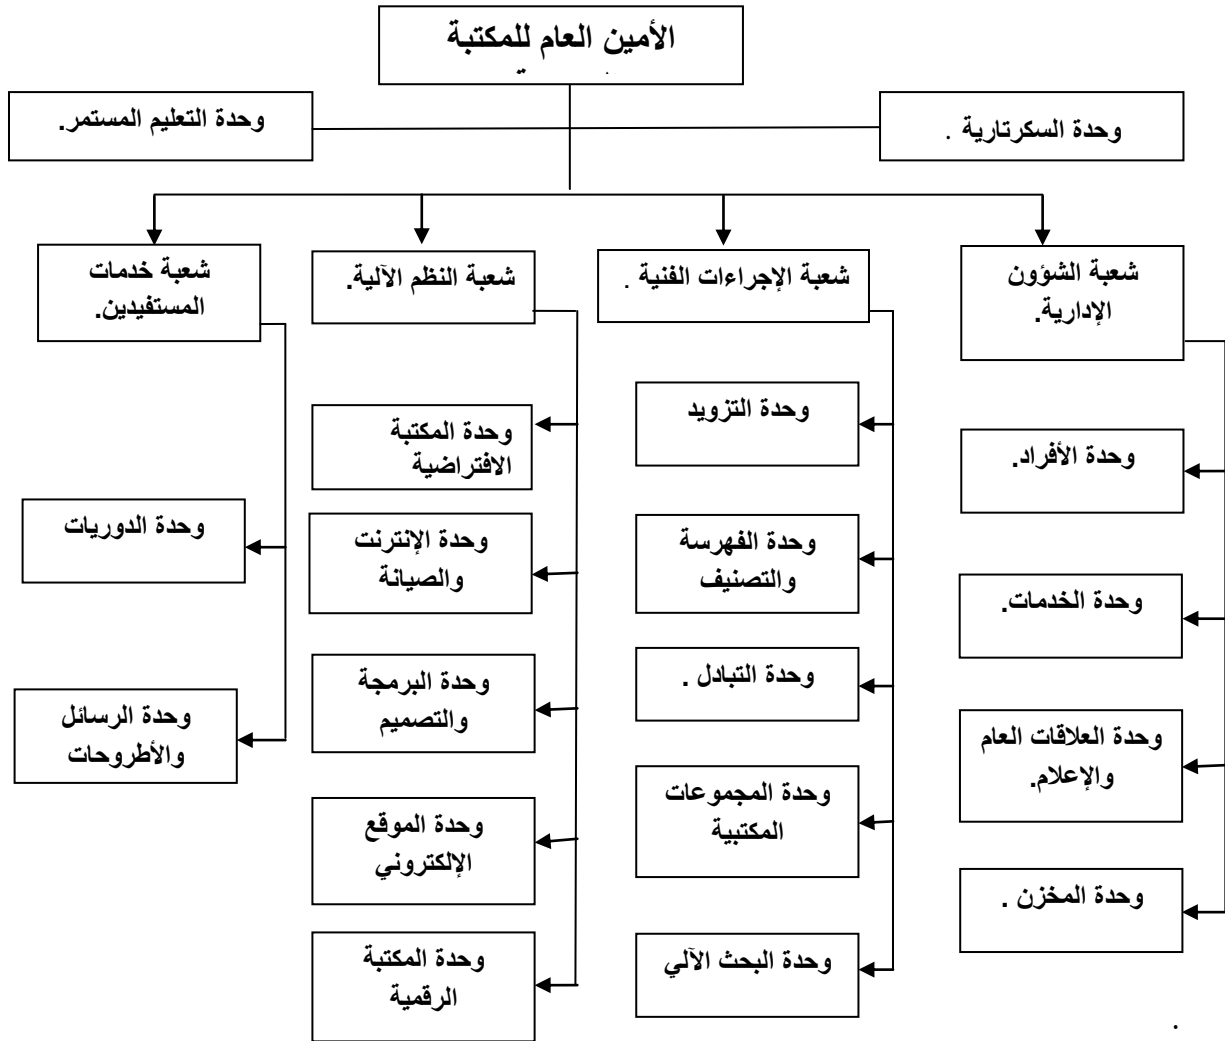 الأمين العام للمكتبة
وحدة السكرتارية .
وحدة التعليم المستمر.
شعبة الشؤون
الإدارية.
شعبة الإجراءات الفنية .
شعبة النظم الآلية.
شعبة خدمات
المستفيدين.
وحدة الأفراد.
وحدة الخدمات.
وحدة العلاقات العام
والإعلام.
وحدة المخزن .
وحدة التزويد
وحدة الفهرسة
والتصنيف
وحدة التبادل .
وحدة المجموعات
المكتبية
وحدة البحث الآلي
وحدة المكتبة
الافتراضية
وحدة الإنترنت
والصيانة
وحدة البرمجة
والتصميم
وحدة الموقع
الإلكتروني
وحدة المكتبة
الرقمية
وحدة الدوريات
وحدة الرسائل
والأطروحات
.